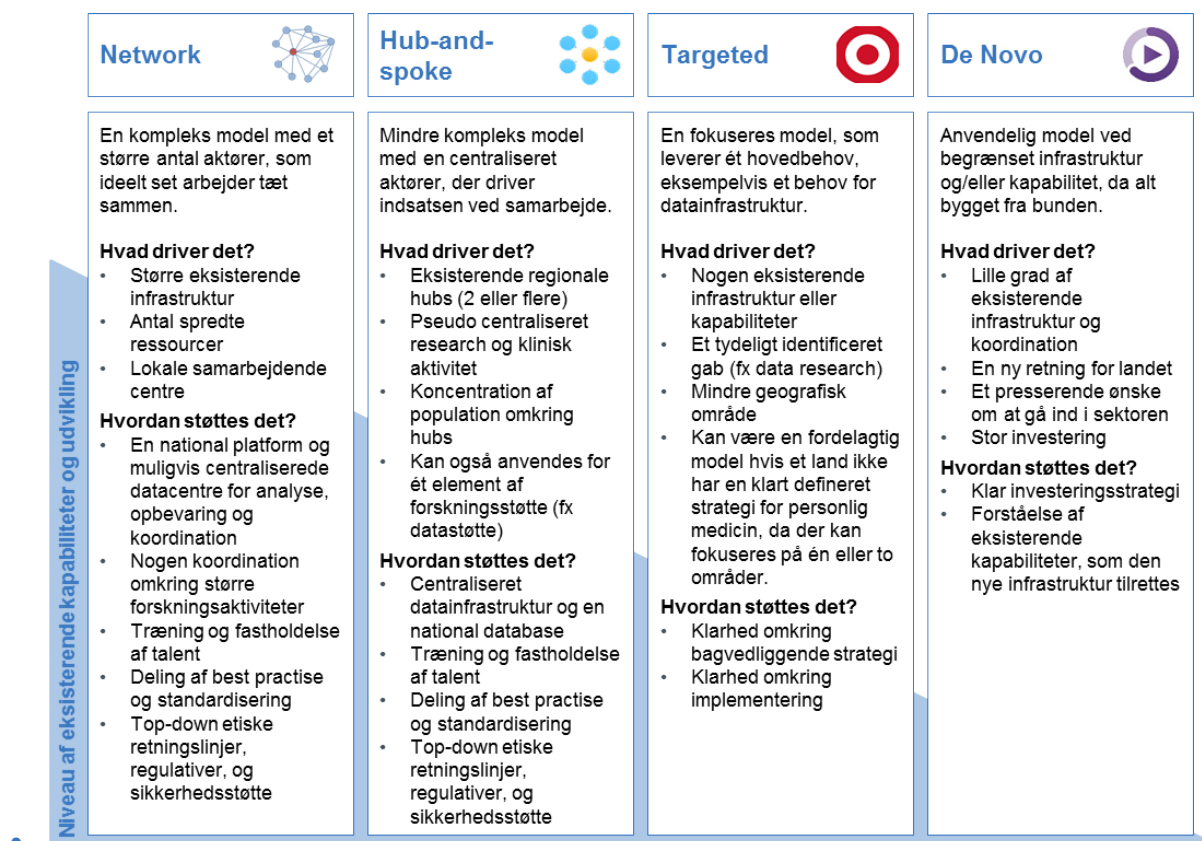 Network
En kompleks model med et
større antal aktører, som
ideelt set arbejder tæt
sammen.
Hvad driver det?
• Større eksisterende
infrastruktur
• Antal spredte
ressourcer
• Lokale samarbejdende
centre
Hvordan støttes det?
• En national platform og
muligvis centraliserede
datacentre for analyse,
opbevaring og
koordination
• Nogen koordination
omkring større
forskningsaktiviteter
• Træning og fastholdelse
af talent
• Deling af best practise
og standardisering
• Top-down etiske
retningslinjer,
regulativer, og
sikkerhedsstøtte
Hub-and-
spoke
Mindre kompleks model
med en centraliseret
aktører, der driver
indsatsen ved samarbejde.
Hvad driver det?
• Eksisterende regionale
hubs (2 eller flere)
• Pseudo centraliseret
research og klinisk
aktivitet
• Koncentration af
population omkring
hubs
• Kan også anvendes for
ét element af
forskningsstøtte (fx
datastøtte)
Hvordan støttes det?
• Centraliseret
datainfrastruktur og en
national database
• Træning og fastholdelse
af talent
• Deling af best practise
og standardisering
• Top-down etiske
retningslinjer,
regulativer, og
sikkerhedsstøtte
Targeted
En fokuseres model, som
leverer ét hovedbehov,
eksempelvis et behov for
datainfrastruktur.
Hvad driver det?
• Nogen eksisterende
infrastruktur eller
kapabiliteter
• Et tydeligt identificeret
gab (fx data research)
• Mindre geografisk
område
• Kan være en fordelagtig
model hvis et land ikke
har en klart defineret
strategi for personlig
medicin, da der kan
fokuseres på én eller to
områder.
Hvordan støttes det?
• Klarhed omkring
bagvedliggende strategi
• Klarhed omkring
implementering
De Novo
Anvendelig model ved
begrænset infrastruktur
og/eller kapabilitet, da alt
bygget fra bunden.
Hvad driver det?
• Lille grad af
eksisterende
infrastruktur og
koordination
• En ny retning for landet
• Et presserende ønske
om at gå ind i sektoren
• Stor investering
Hvordan støttes det?
• Klar investeringsstrategi
• Forståelse af
eksisterende
kapabiliteter, som den
nye infrastruktur tilrettes
Niveau af eksisterende kapabiliteter og udvikling